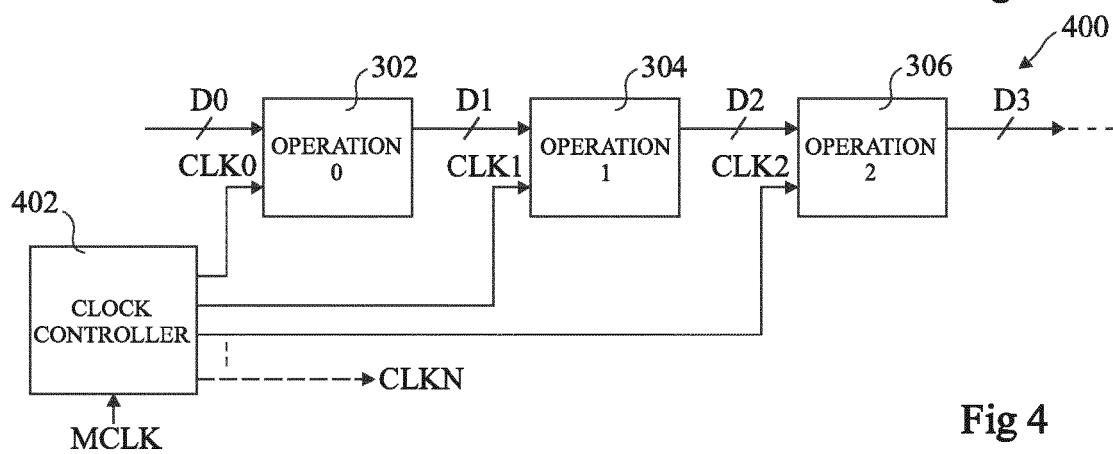 400
302
304
306
D0
D1
D2
D3
OPERATION
0
OPERATION
1
OPERATION
2
CLK0
CLK1
CLK2
402
CLOCK
CONTROLLER
CLKN
MCLK
Fig 4